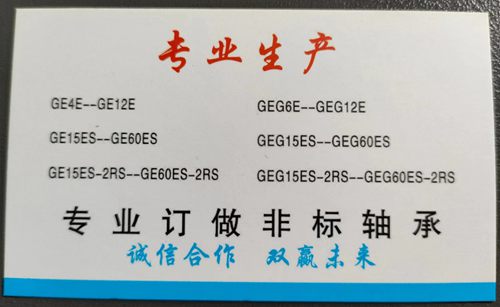 专业生产
GE4E--GE12E GEG6E--GEG12E
GE15ES--GE60ES GEG15ES--GEG60ES
GE15ES-2RS--GE60ES-2RS GEG15ES-2RS--GEG60ES-2RS
专业订做非标轴承
诚信合作 双赢未来